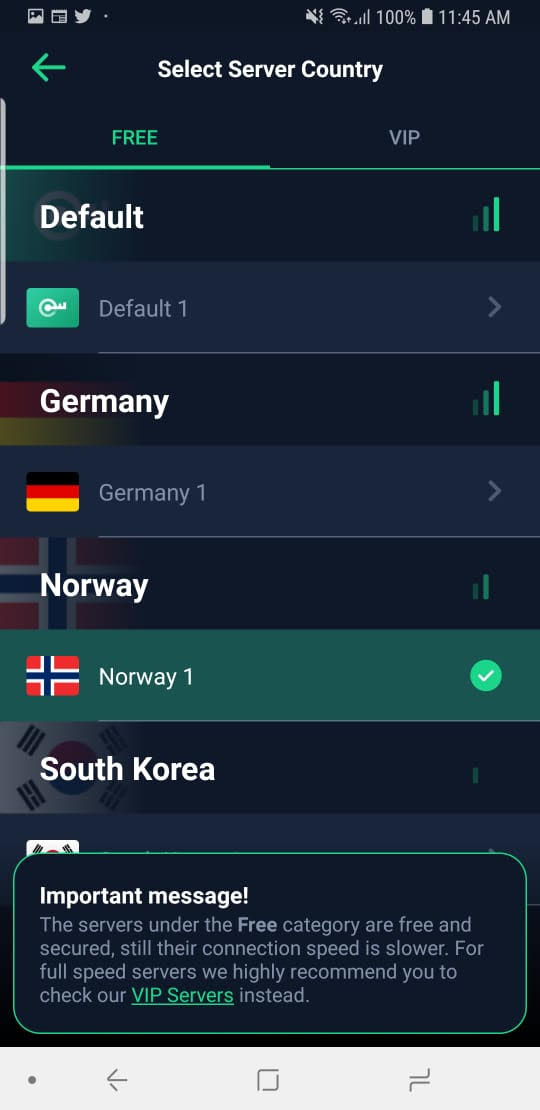 100% 11:45 AM
Select Server Country
FREE VIP
Default
Default 1
Germany
Germany 1
Norway
Norway 1
South Korea
Important message!
The servers under the Free category are free and
secured, still their connection speed is slower. For
full speed servers we highly recommend you to
check our VIP Servers instead.